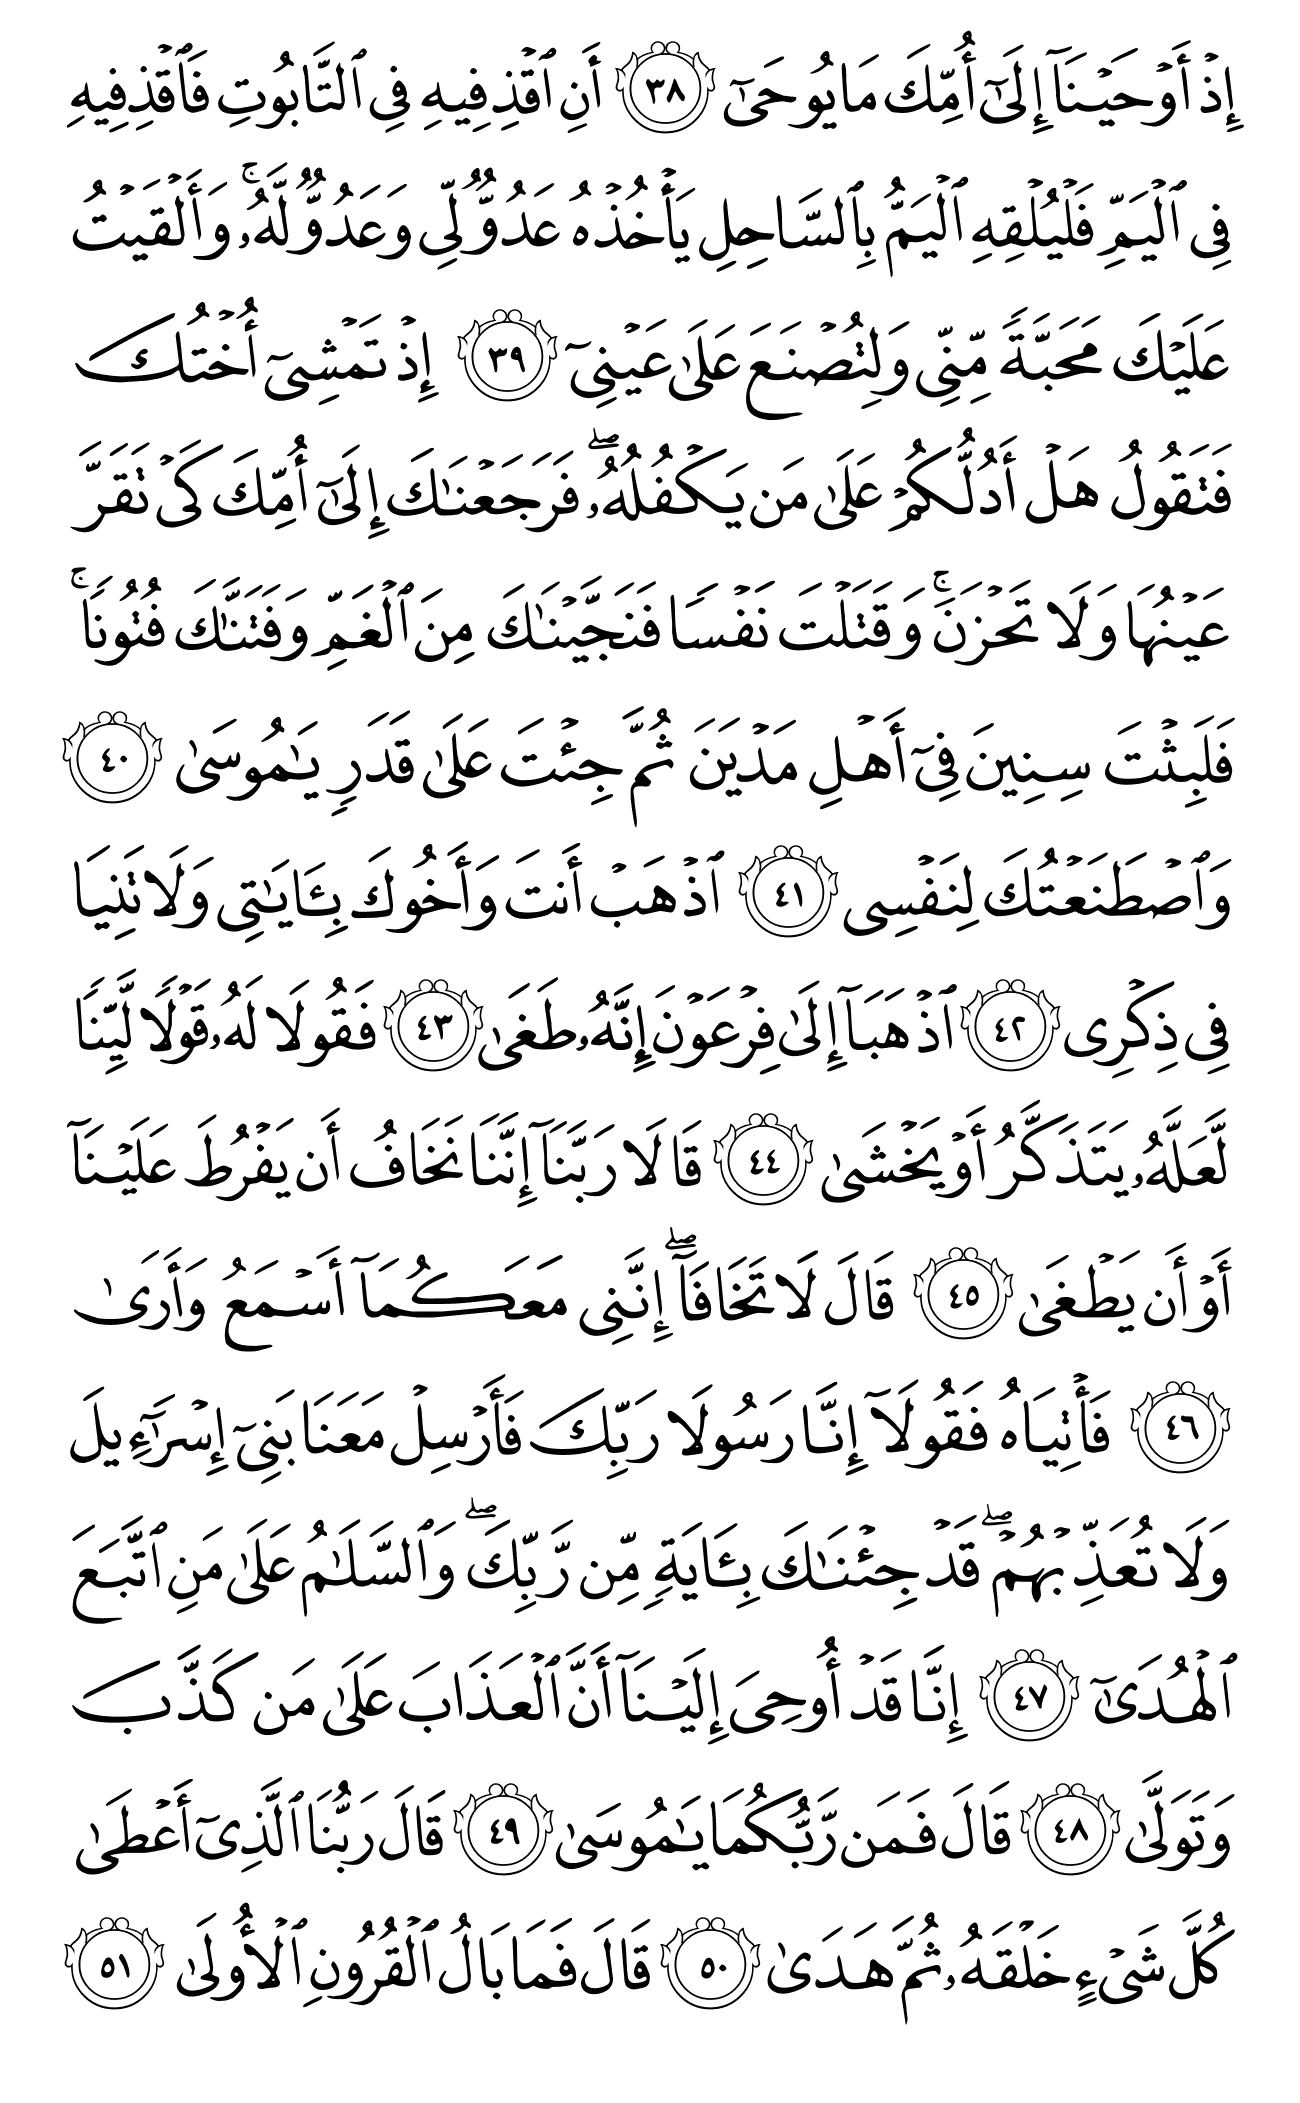 إِذْ أَوْحَيْنَآ إِلَىٰٓ أُمِّكَ مَا يُوحَىٰٓ ٣٨ أَنِ ٱقْذِفِيهِ فِى ٱلتَّابُوتِ فَٱقْذِفِيهِ
فِى ٱلْيَمِّ فَلْيُلْقِهِ ٱلْيَمُّ بِٱلسَّاحِلِ يَأْخُذْهُ عَدُوٌّ لِّى وَعَدُوٌّ لَّهُۥ ۚ وَأَلْقَيْتُ
عَلَيْكَ مَحَبَّةً مِّنِّى وَلِتُصْنَعَ عَلَىٰ عَيْنِىٓ ٣٩ إِذْ تَمْشِىٓ أُخْتُكَ
فَتَقُولُ هَلْ أَدُلُّكُمْ عَلَىٰ مَن يَكْفُلُهُۥ ۖ فَرَجَعْنَـٰكَ إِلَىٰٓ أُمِّكَ كَىْ تَقَرَّ
عَيْنُهَا وَلَا تَحْزَنَ ۚ وَقَتَلْتَ نَفْسًا فَنَجَّيْنَـٰكَ مِنَ ٱلْغَمِّ وَفَتَنَّـٰكَ فُتُونًا ۚ
فَلَبِثْتَ سِنِينَ فِىٓ أَهْلِ مَدْيَنَ ثُمَّ جِئْتَ عَلَىٰ قَدَرٍ يَـٰمُوسَىٰ ٤٠
وَٱصْطَنَعْتُكَ لِنَفْسِى ٤١ ٱذْهَبْ أَنتَ وَأَخُوكَ بِـَٔايَـٰتِى وَلَا تَنِيَا
فِى ذِكْرِى ٤٢ ٱذْهَبَآ إِلَىٰ فِرْعَوْنَ إِنَّهُۥ طَغَىٰ ٤٣ فَقُولَا لَهُۥ قَوْلًا لَّيِّنًا
لَّعَلَّهُۥ يَتَذَكَّرُ أَوْ يَخْشَىٰ ٤٤ قَالَا رَبَّنَآ إِنَّنَا نَخَافُ أَن يَفْرُطَ عَلَيْنَآ
أَوْ أَن يَطْغَىٰ ٤٥ قَالَ لَا تَخَافَآ ۖ إِنَّنِى مَعَكُمَآ أَسْمَعُ وَأَرَىٰ
٤٦ فَأْتِيَاهُ فَقُولَآ إِنَّا رَسُولَا رَبِّكَ فَأَرْسِلْ مَعَنَا بَنِىٓ إِسْرَٰٓءِيلَ
وَلَا تُعَذِّبْهُمْ ۖ قَدْ جِئْنَـٰكَ بِـَٔايَةٍ مِّن رَّبِّكَ ۖ وَٱلسَّلَـٰمُ عَلَىٰ مَنِ ٱتَّبَعَ
ٱلْهُدَىٰٓ ٤٧ إِنَّا قَدْ أُوحِىَ إِلَيْنَآ أَنَّ ٱلْعَذَابَ عَلَىٰ مَن كَذَّبَ
وَتَوَلَّىٰ ٤٨ قَالَ فَمَن رَّبُّكُمَا يَـٰمُوسَىٰ ٤٩ قَالَ رَبُّنَا ٱلَّذِىٓ أَعْطَىٰ
كُلَّ شَىْءٍ خَلْقَهُۥ ثُمَّ هَدَىٰ ٥٠ قَالَ فَمَا بَالُ ٱلْقُرُونِ ٱلْأُولَىٰ ٥١